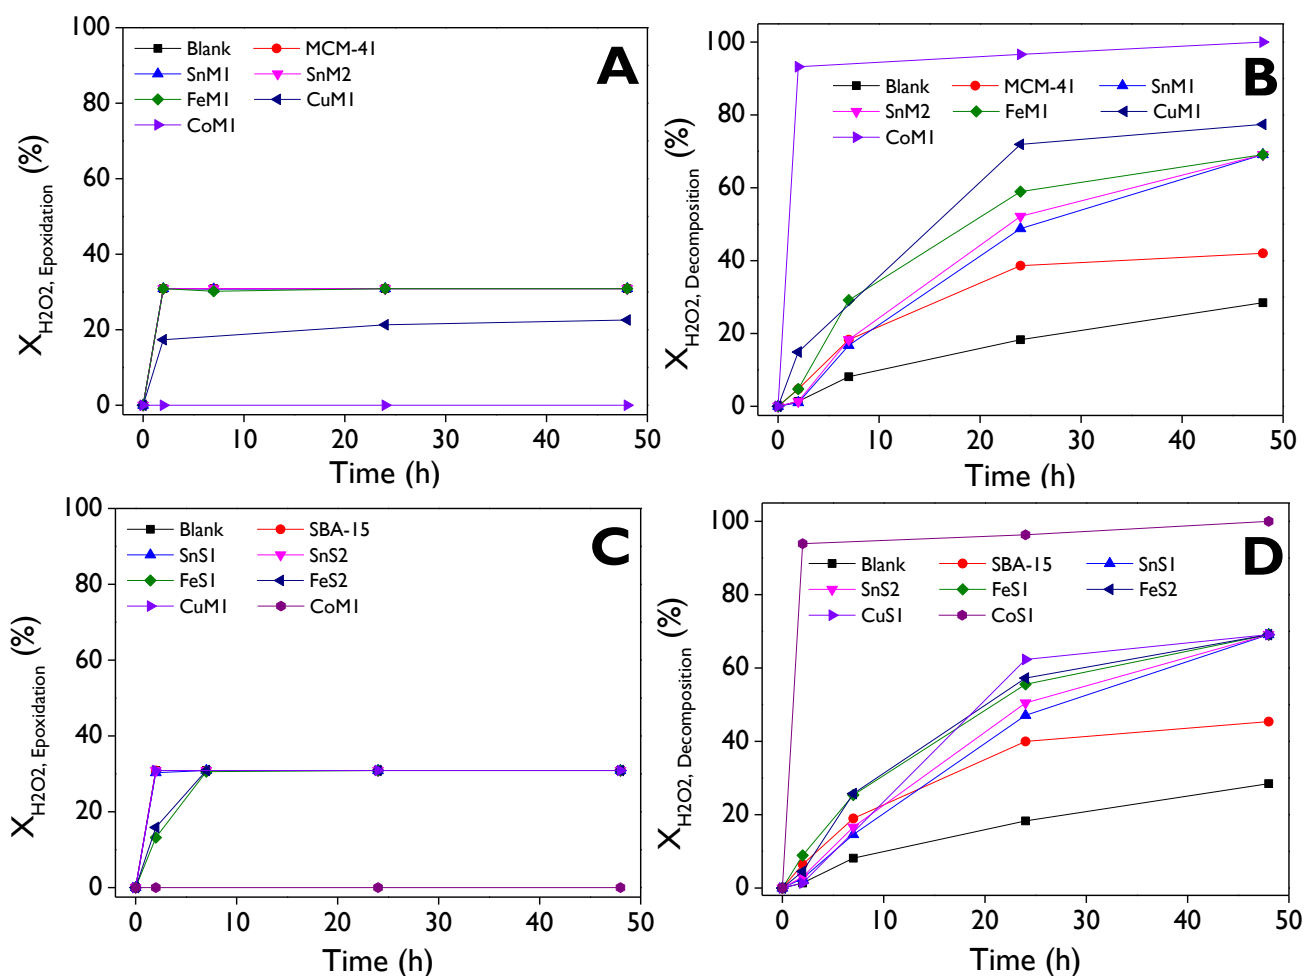 A
Blank MCM-41
SnM1 SnM2
FeM1 CuM1
CoM1
X H2O2, Epoxidation (%)
100
80
60
40
20
0
0 10 20 30 40 50
Time (h)
B
Blank MCM-41 SnM1
SnM2 FeM1 CuM1
CoM1
X H2O2, Decomposition (%)
100
80
60
40
20
0
0 10 20 30 40 50
Time (h)
C
Blank SBA-15
SnS1 SnS2
FeS1 FeS2
CuM1 CoM1
X H2O2, Epoxidation (%)
100
80
60
40
20
0
0 10 20 30 40 50
Time (h)
D
Blank SBA-15 SnS1
SnS2 FeS1 FeS2
CuS1 CoS1
X H2O2, Decomposition (%)
100
80
60
40
20
0
0 10 20 30 40 50
Time (h)